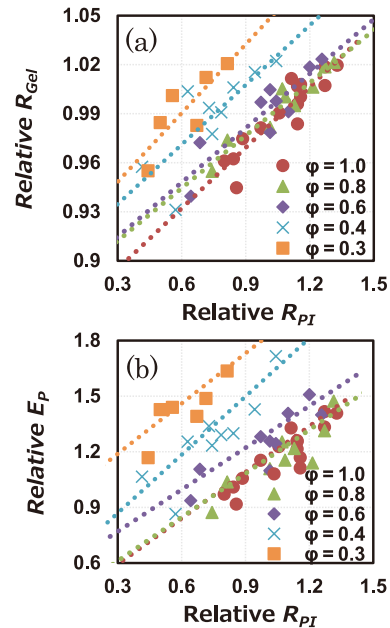 (a)
1.05
1.02
0.99
0.96
0.93
0.9
Relative R_Gel
φ = 1.0
φ = 0.8
φ = 0.6
φ = 0.4
φ = 0.3
0.3 0.6 0.9 1.2 1.5
Relative R_PI
(b)
1.8
1.5
1.2
0.9
0.6
Relative E_P
φ = 1.0
φ = 0.8
φ = 0.6
φ = 0.4
φ = 0.3
0.3 0.6 0.9 1.2 1.5
Relative R_PI